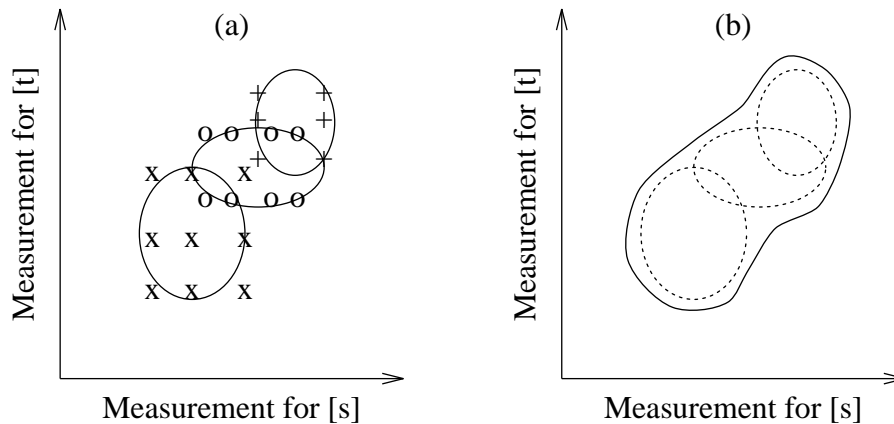 (a)
Measurement for [t]
+ +
+ +
o o o o
+ +
x x x
o o o o
x x x
x x x
Measurement for [s]
(b)
Measurement for [t]
Measurement for [s]